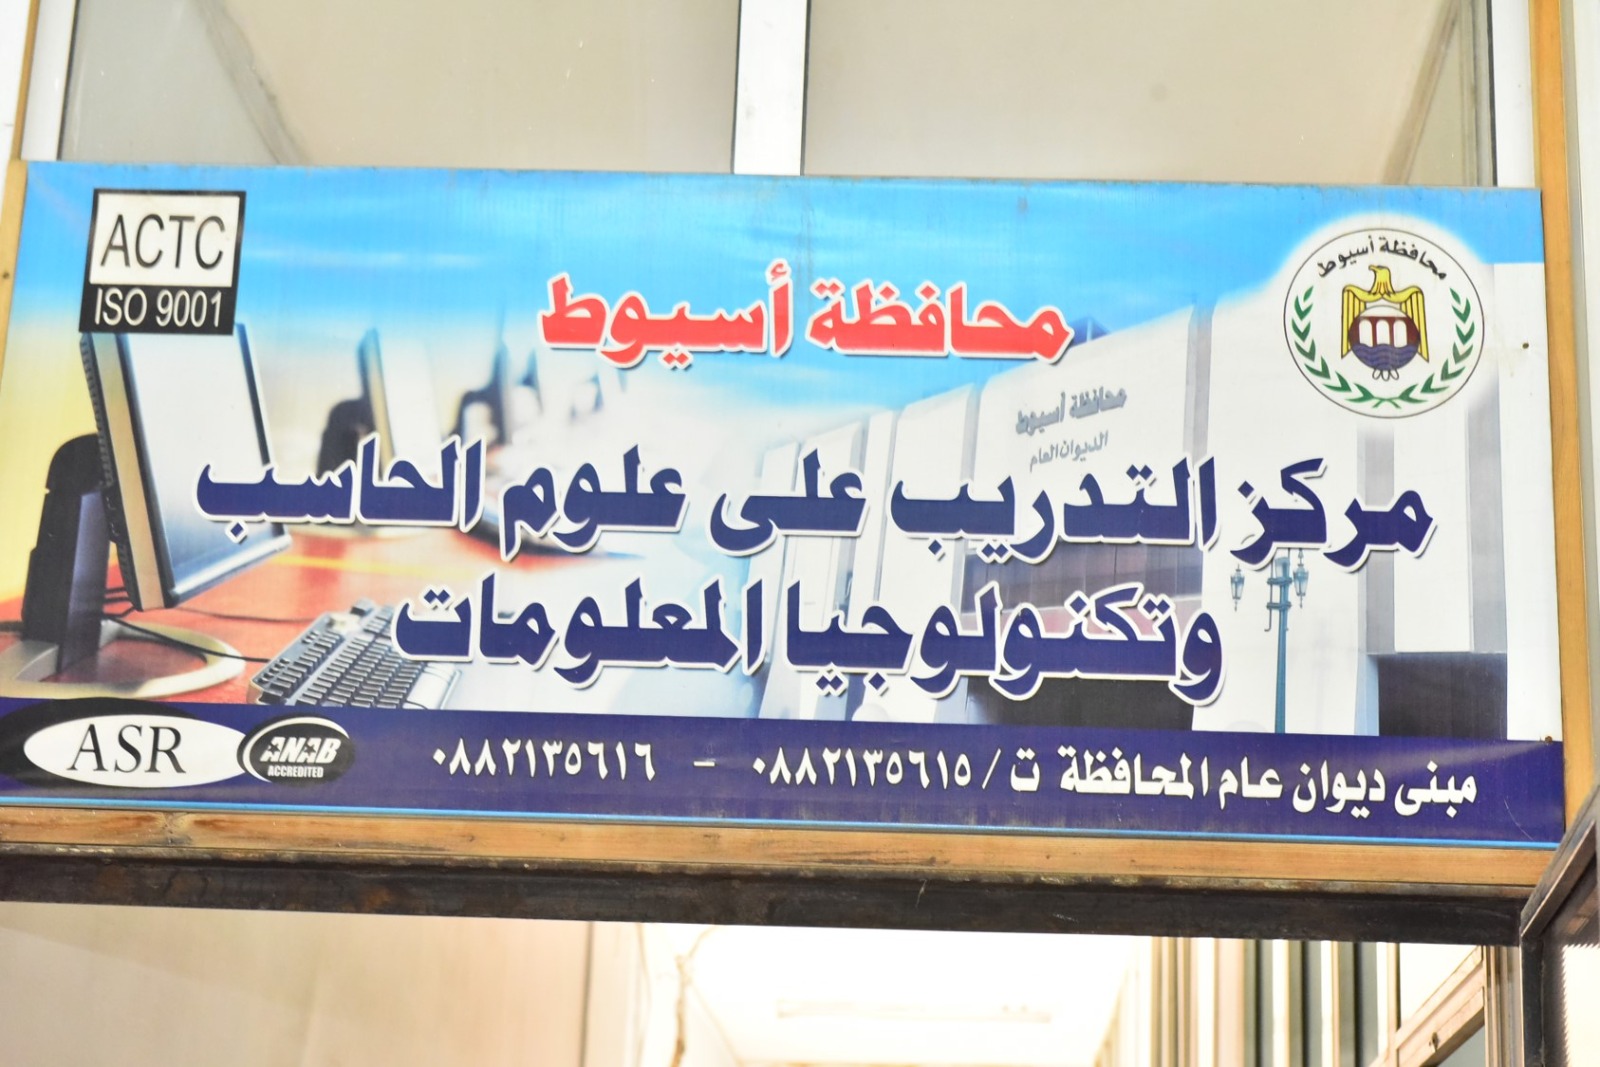 ACTC
ISO 9001
محافظة أسيوط
محافظة أسيوط
محافظة أسيوط
الديوان العام
مركز التدريب على علوم الحاسب
وتكنولوجيا المعلومات
مبنى ديوان عام المحافظة ت / ٠٨٨٢١٣٥٦١٥ - ٠٨٨٢١٣٥٦١٦
ASR
ANAB
ACCREDITED